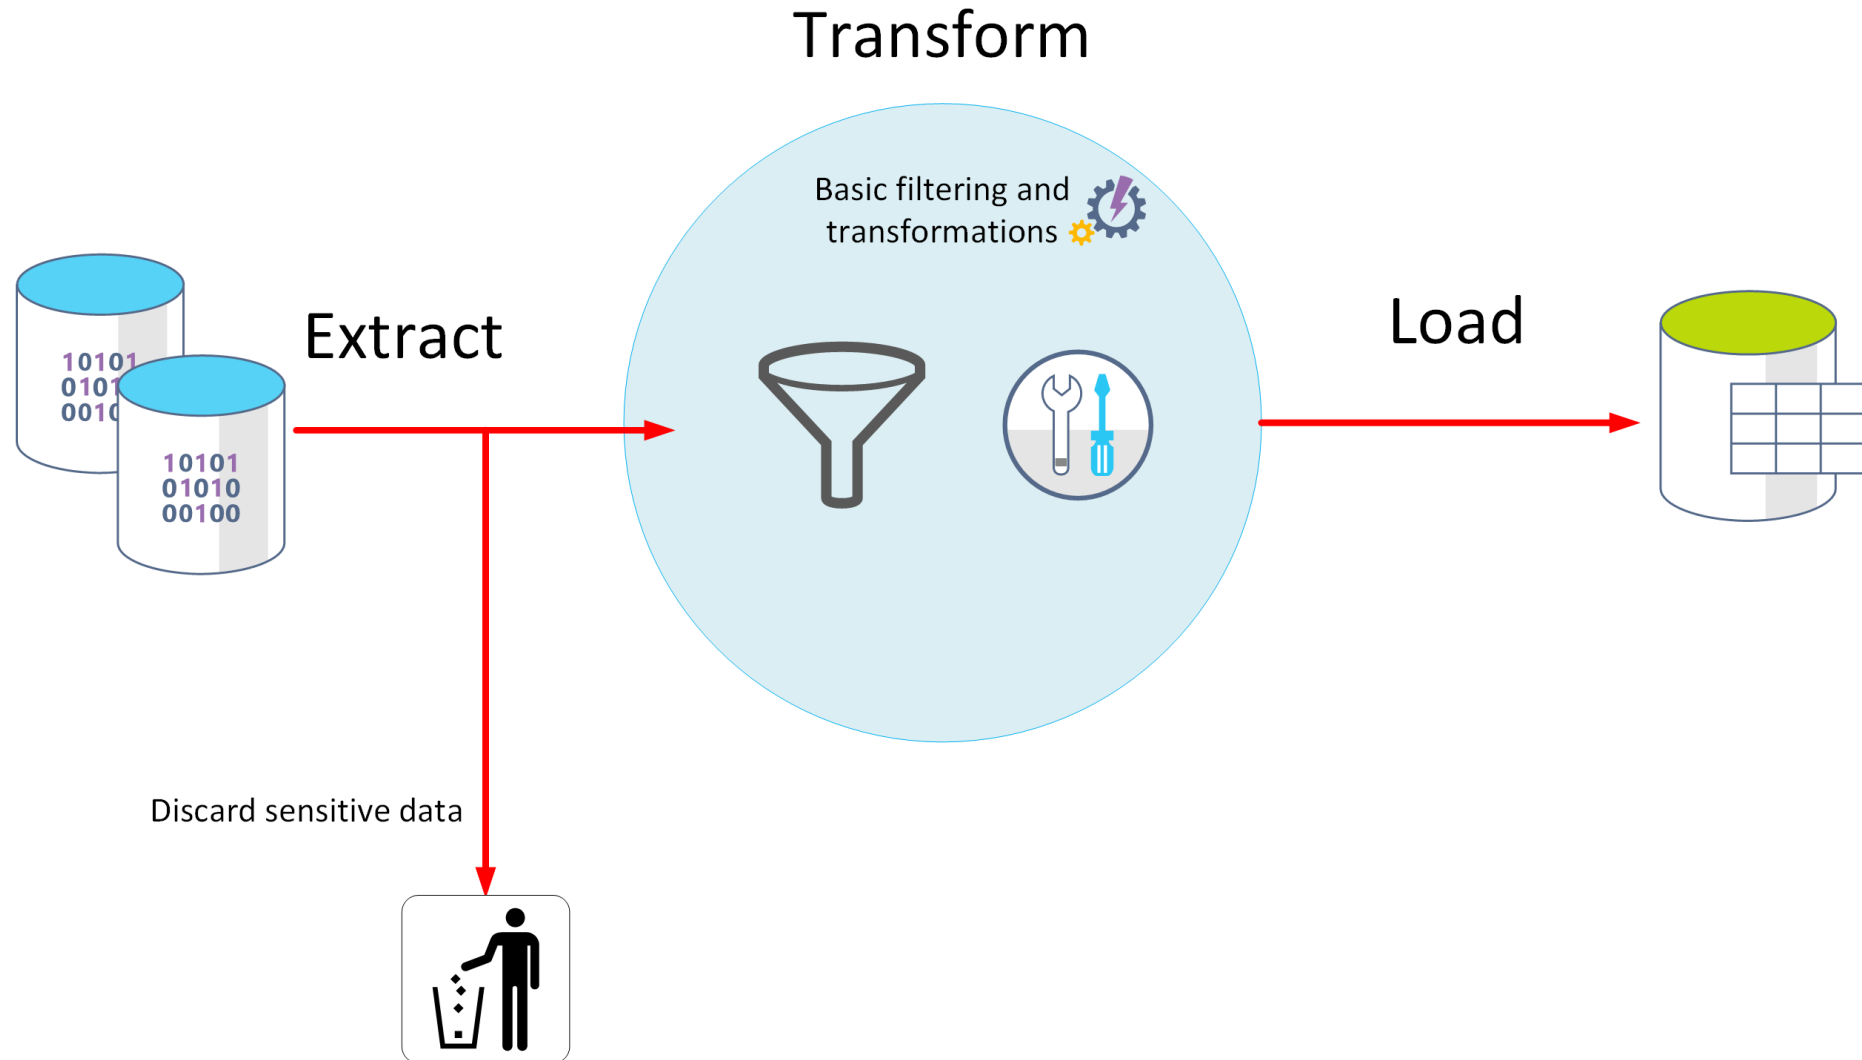 Transform
Basic filtering and
transformations
Extract
Load
10101
0101
0010
10101
01010
00100
Discard sensitive data